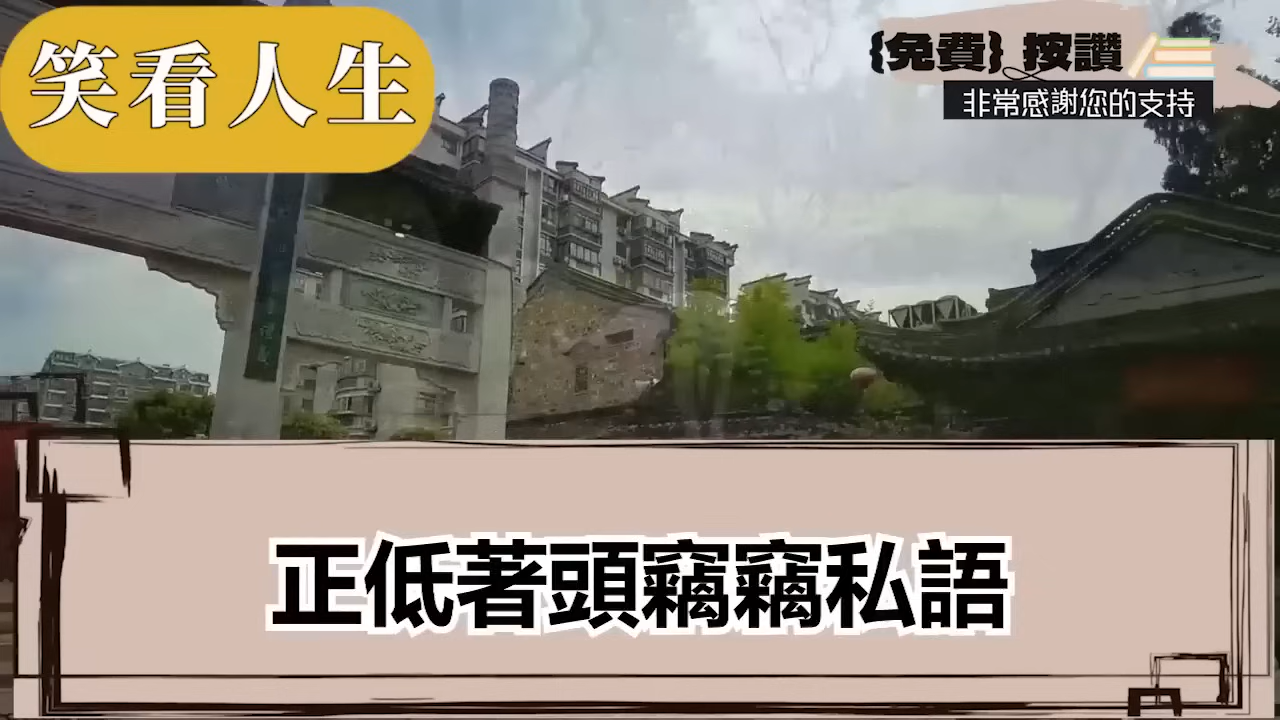 笑看人生
{免費} 按讚
非常感謝您的支持
正低著頭竊竊私語